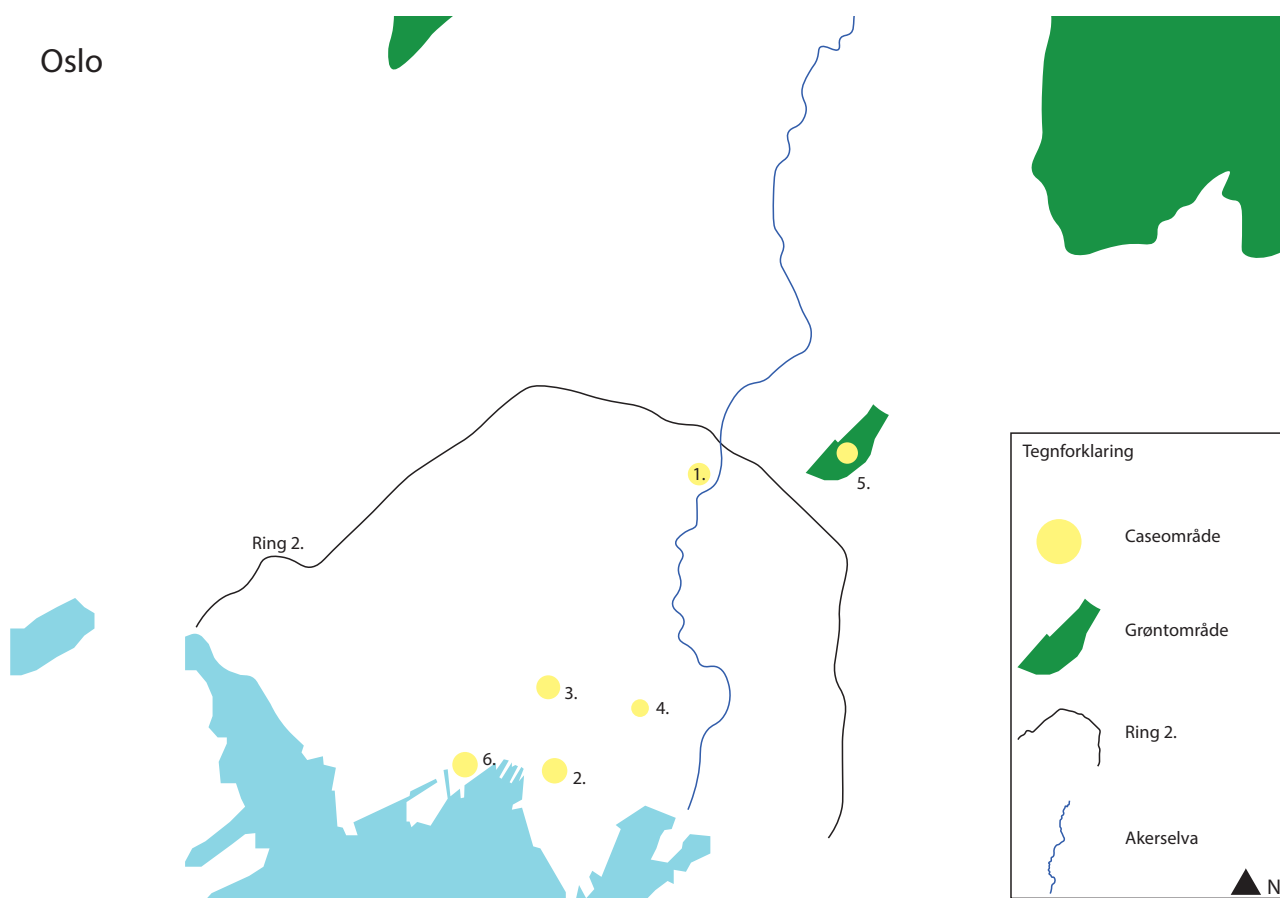 Oslo
Ring 2.
1.
5.
3.
4.
6.
2.
Tegnforklaring
Caseområde
Grøntområde
Ring 2.
Akerselva
N